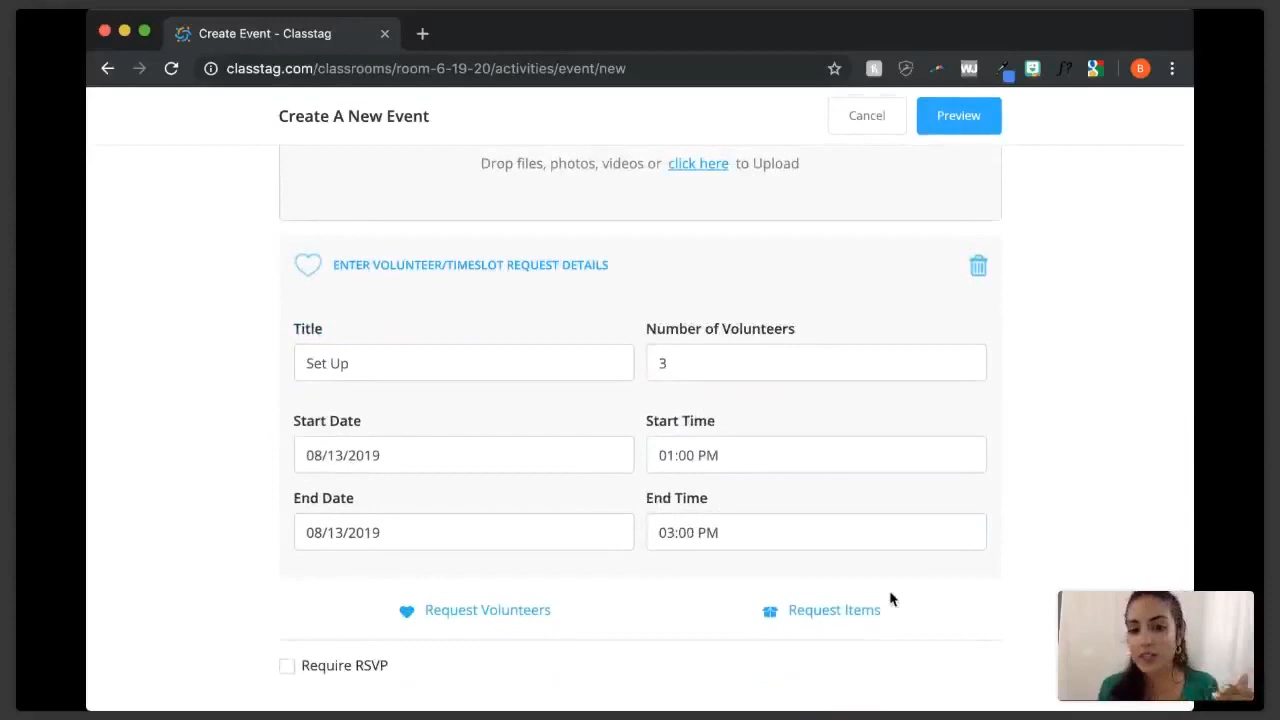 Create Event - Classtag
classtag.com/classrooms/room-6-19-20/activities/event/new
WJ
f?
B
Create A New Event
Cancel
Preview
Drop files, photos, videos or click here to Upload
ENTER VOLUNTEER/TIMESLOT REQUEST DETAILS
Title
Number of Volunteers
Set Up
3
Start Date
Start Time
08/13/2019
01:00 PM
End Date
End Time
08/13/2019
03:00 PM
Request Volunteers
Request Items
Require RSVP